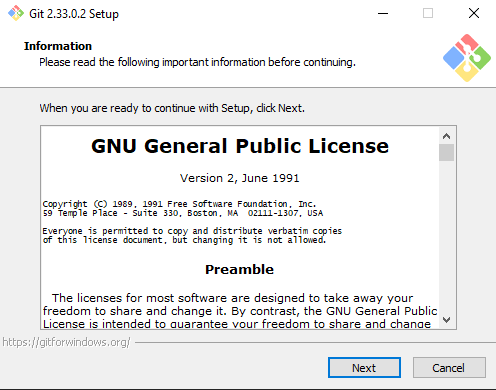 Git 2.33.0.2 Setup
Information
Please read the following important information before continuing.
When you are ready to continue with Setup, click Next.
GNU General Public License
Version 2, June 1991
Copyright (C) 1989, 1991 Free Software Foundation, Inc.
59 Temple Place - Suite 330, Boston, MA  02111-1307, USA
Everyone is permitted to copy and distribute verbatim copies
of this license document, but changing it is not allowed.
Preamble
The licenses for most software are designed to take away your
freedom to share and change it. By contrast, the GNU General Public
License is intended to guarantee your freedom to share and change
https://gitforwindows.org/
Next
Cancel